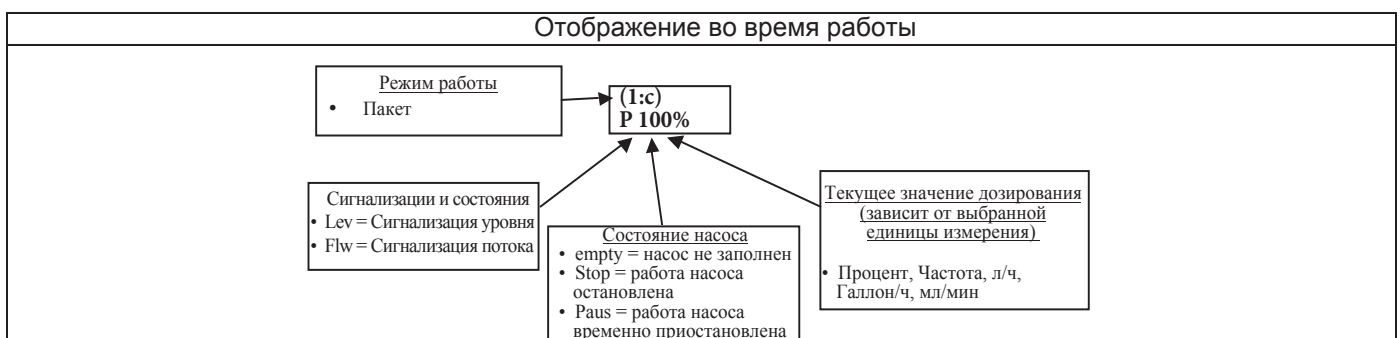 Отображение во время работы
Режим работы
• Пакет
(1:c)
P 100%
Сигнализации и состояния
• Lev = Сигнализация уровня
• Flw = Сигнализация потока
Состояние насоса
• empty = насос не заполнен
• Stop = работа насоса
остановлена
• Paus = работа насоса
временно приостановлена
Текущее значение дозирования
(зависит от выбранной
единицы измерения)
• Процент, Частота, л/ч,
Галлон/ч, мл/мин